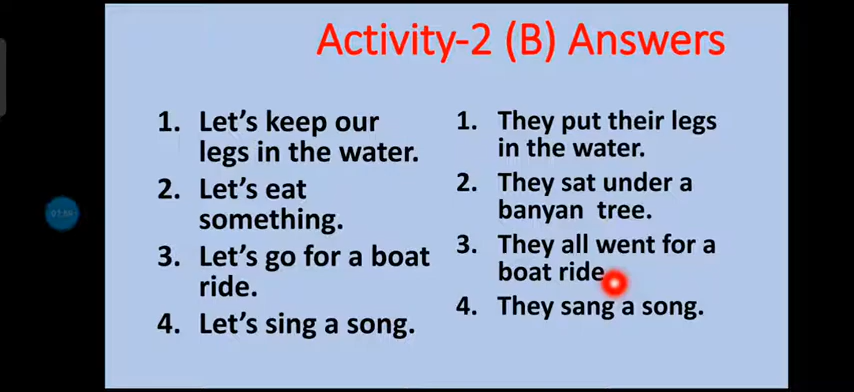 Activity-2 (B) Answers
1. Let's keep our
legs in the water.
2. Let's eat
something.
3. Let's go for a boat
ride.
4. Let's sing a song.
1. They put their legs
in the water.
2. They sat under a
banyan tree.
3. They all went for a
boat ride
4. They sang a song.